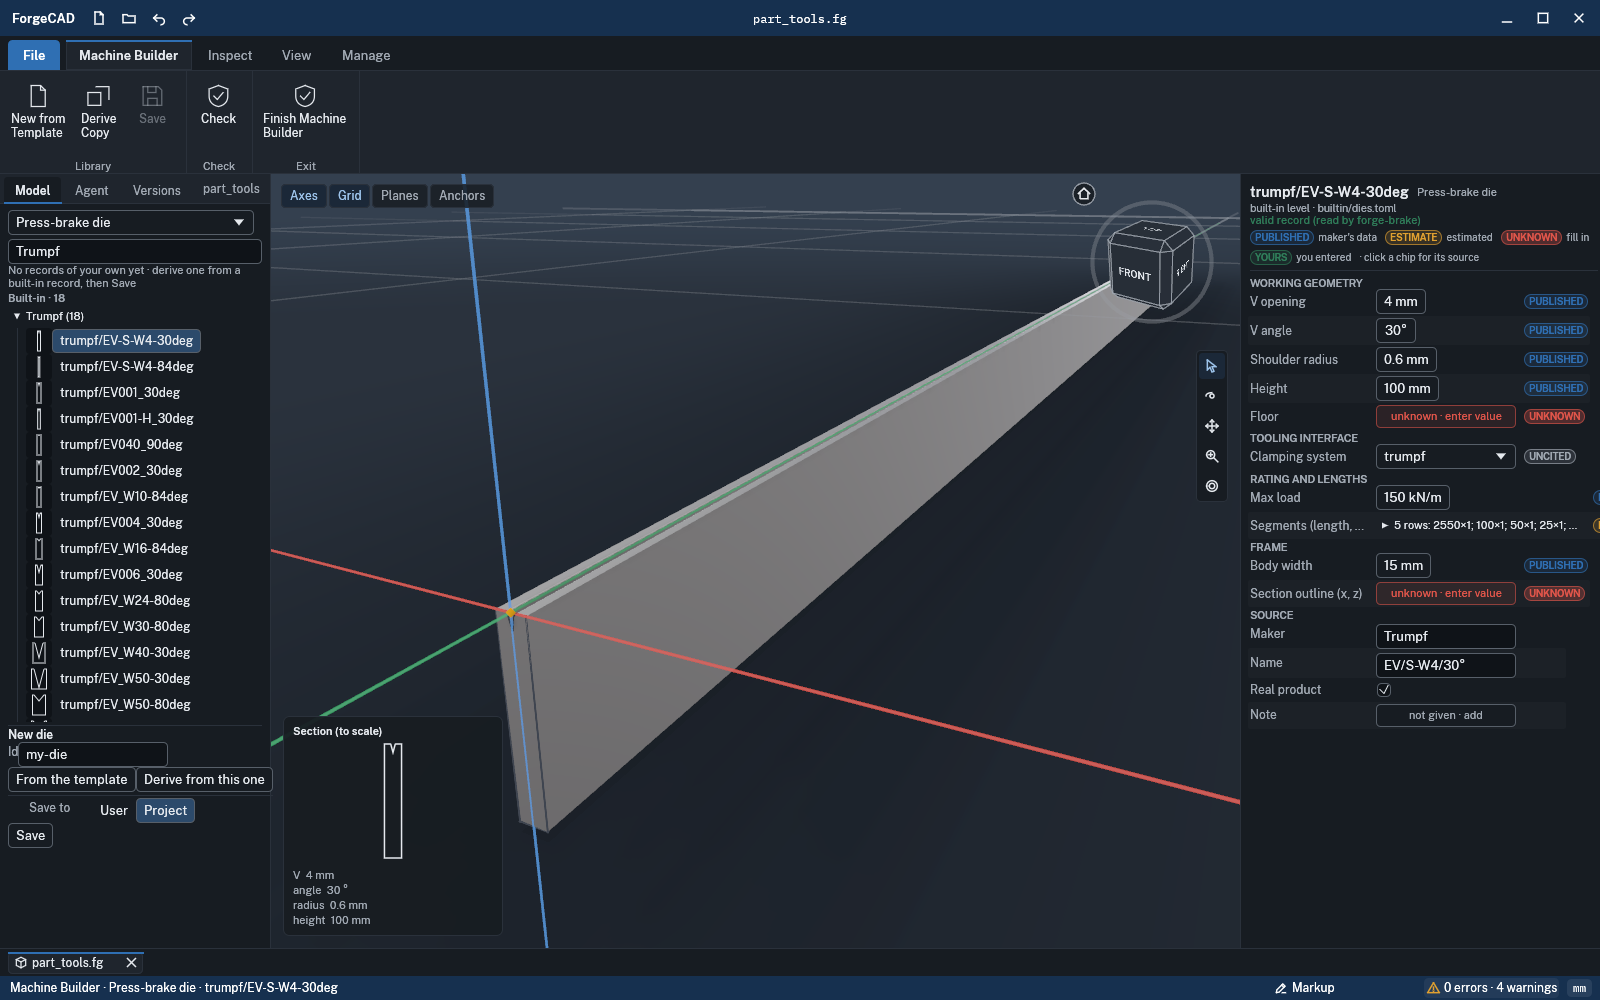 ForgeCAD
part_tools.fg
File
Machine Builder
Inspect
View
Manage
New from Template
Derive Copy
Save
Check
Finish Machine Builder
Library
Check
Exit
Model
Agent
Versions
part_tools
Press-brake die
Trumpf
No records of your own yet · derive one from a
built-in record, then Save
Built-in · 18
Trumpf (18)
trumpf/EV-S-W4-30deg
trumpf/EV-S-W4-84deg
trumpf/EV001_30deg
trumpf/EV001-H_30deg
trumpf/EV040_90deg
trumpf/EV002_30deg
trumpf/EV_W10-84deg
trumpf/EV004_30deg
trumpf/EV_W16-84deg
trumpf/EV006_30deg
trumpf/EV_W24-80deg
trumpf/EV_W30-80deg
trumpf/EV_W40-30deg
trumpf/EV_W50-30deg
trumpf/EV_W50-80deg
New die
Id
my-die
From the template
Derive from this one
Save to
User
Project
Save
Axes
Grid
Planes
Anchors
FRONT
Section (to scale)
V 4 mm
angle 30 °
radius 0.6 mm
height 100 mm
trumpf/EV-S-W4-30deg Press-brake die
built-in level · builtin/dies.toml
valid record (read by forge-brake)
PUBLISHED maker's data ESTIMATE estimated UNKNOWN fill in
YOURS you entered · click a chip for its source
WORKING GEOMETRY
V opening 4 mm PUBLISHED
V angle 30° PUBLISHED
Shoulder radius 0.6 mm PUBLISHED
Height 100 mm PUBLISHED
Floor unknown · enter value UNKNOWN
TOOLING INTERFACE
Clamping system trumpf UNCITED
RATING AND LENGTHS
Max load 150 kN/m
Segments (length, ... 5 rows: 2550×1; 100×1; 50×1; 25×1; ...
FRAME
Body width 15 mm PUBLISHED
Section outline (x, z) unknown · enter value UNKNOWN
SOURCE
Maker Trumpf
Name EV/S-W4/30°
Real product
Note not given · add
part_tools.fg
Machine Builder · Press-brake die · trumpf/EV-S-W4-30deg
Markup
0 errors · 4 warnings
mm